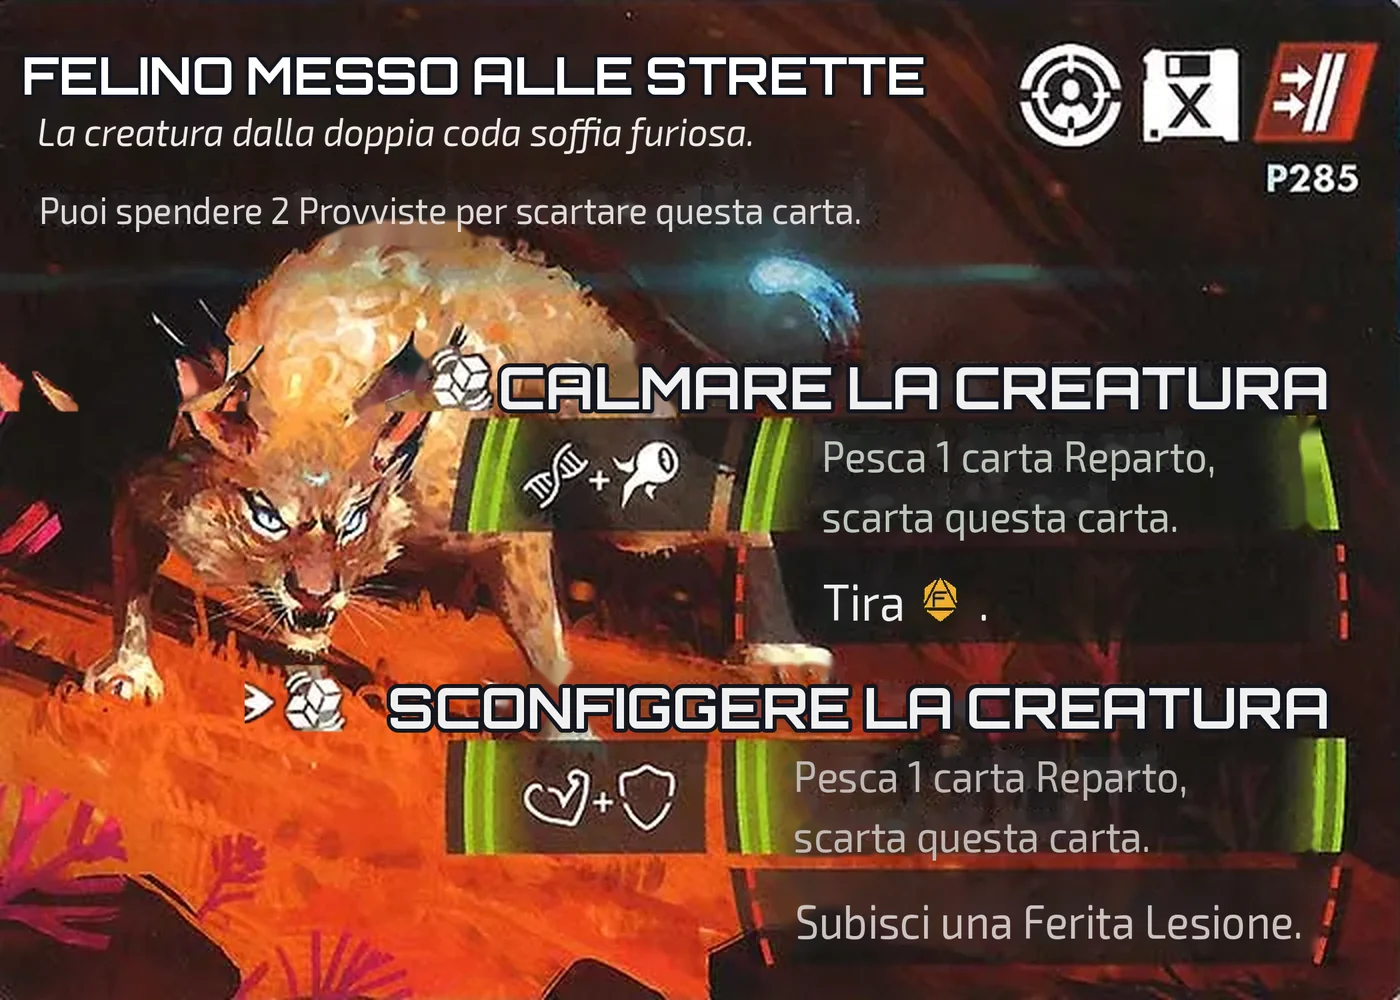 FELINO MESSO ALLE STRETTE
La creatura dalla doppia coda soffia furiosa.
X
P285
Puoi spendere 2 Provviste per scartare questa carta.
CALMARE LA CREATURA
+
Pesca 1 carta Reparto,
scarta questa carta.
Tira F .
SCONFIGGERE LA CREATURA
+
Pesca 1 carta Reparto,
scarta questa carta.
Subisci una Ferita Lesione.